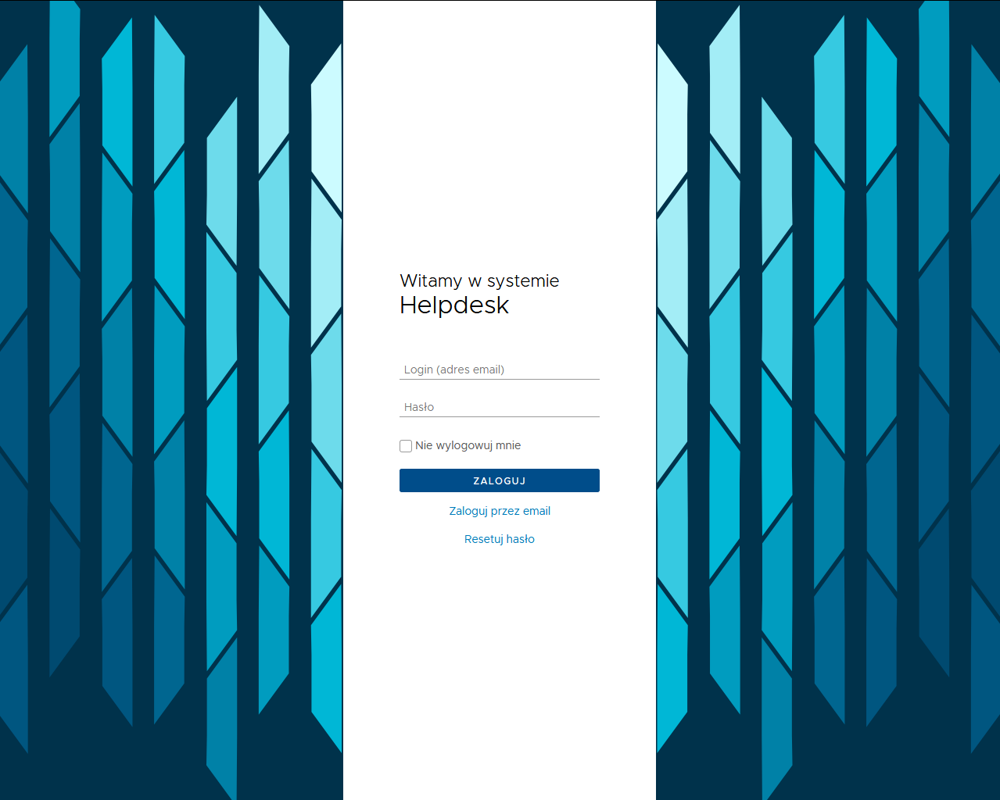 Witamy w systemie
Helpdesk
Login (adres email)
Hasło
Nie wylogowuj mnie
ZALOGUJ
Zaloguj przez email
Resetuj hasło